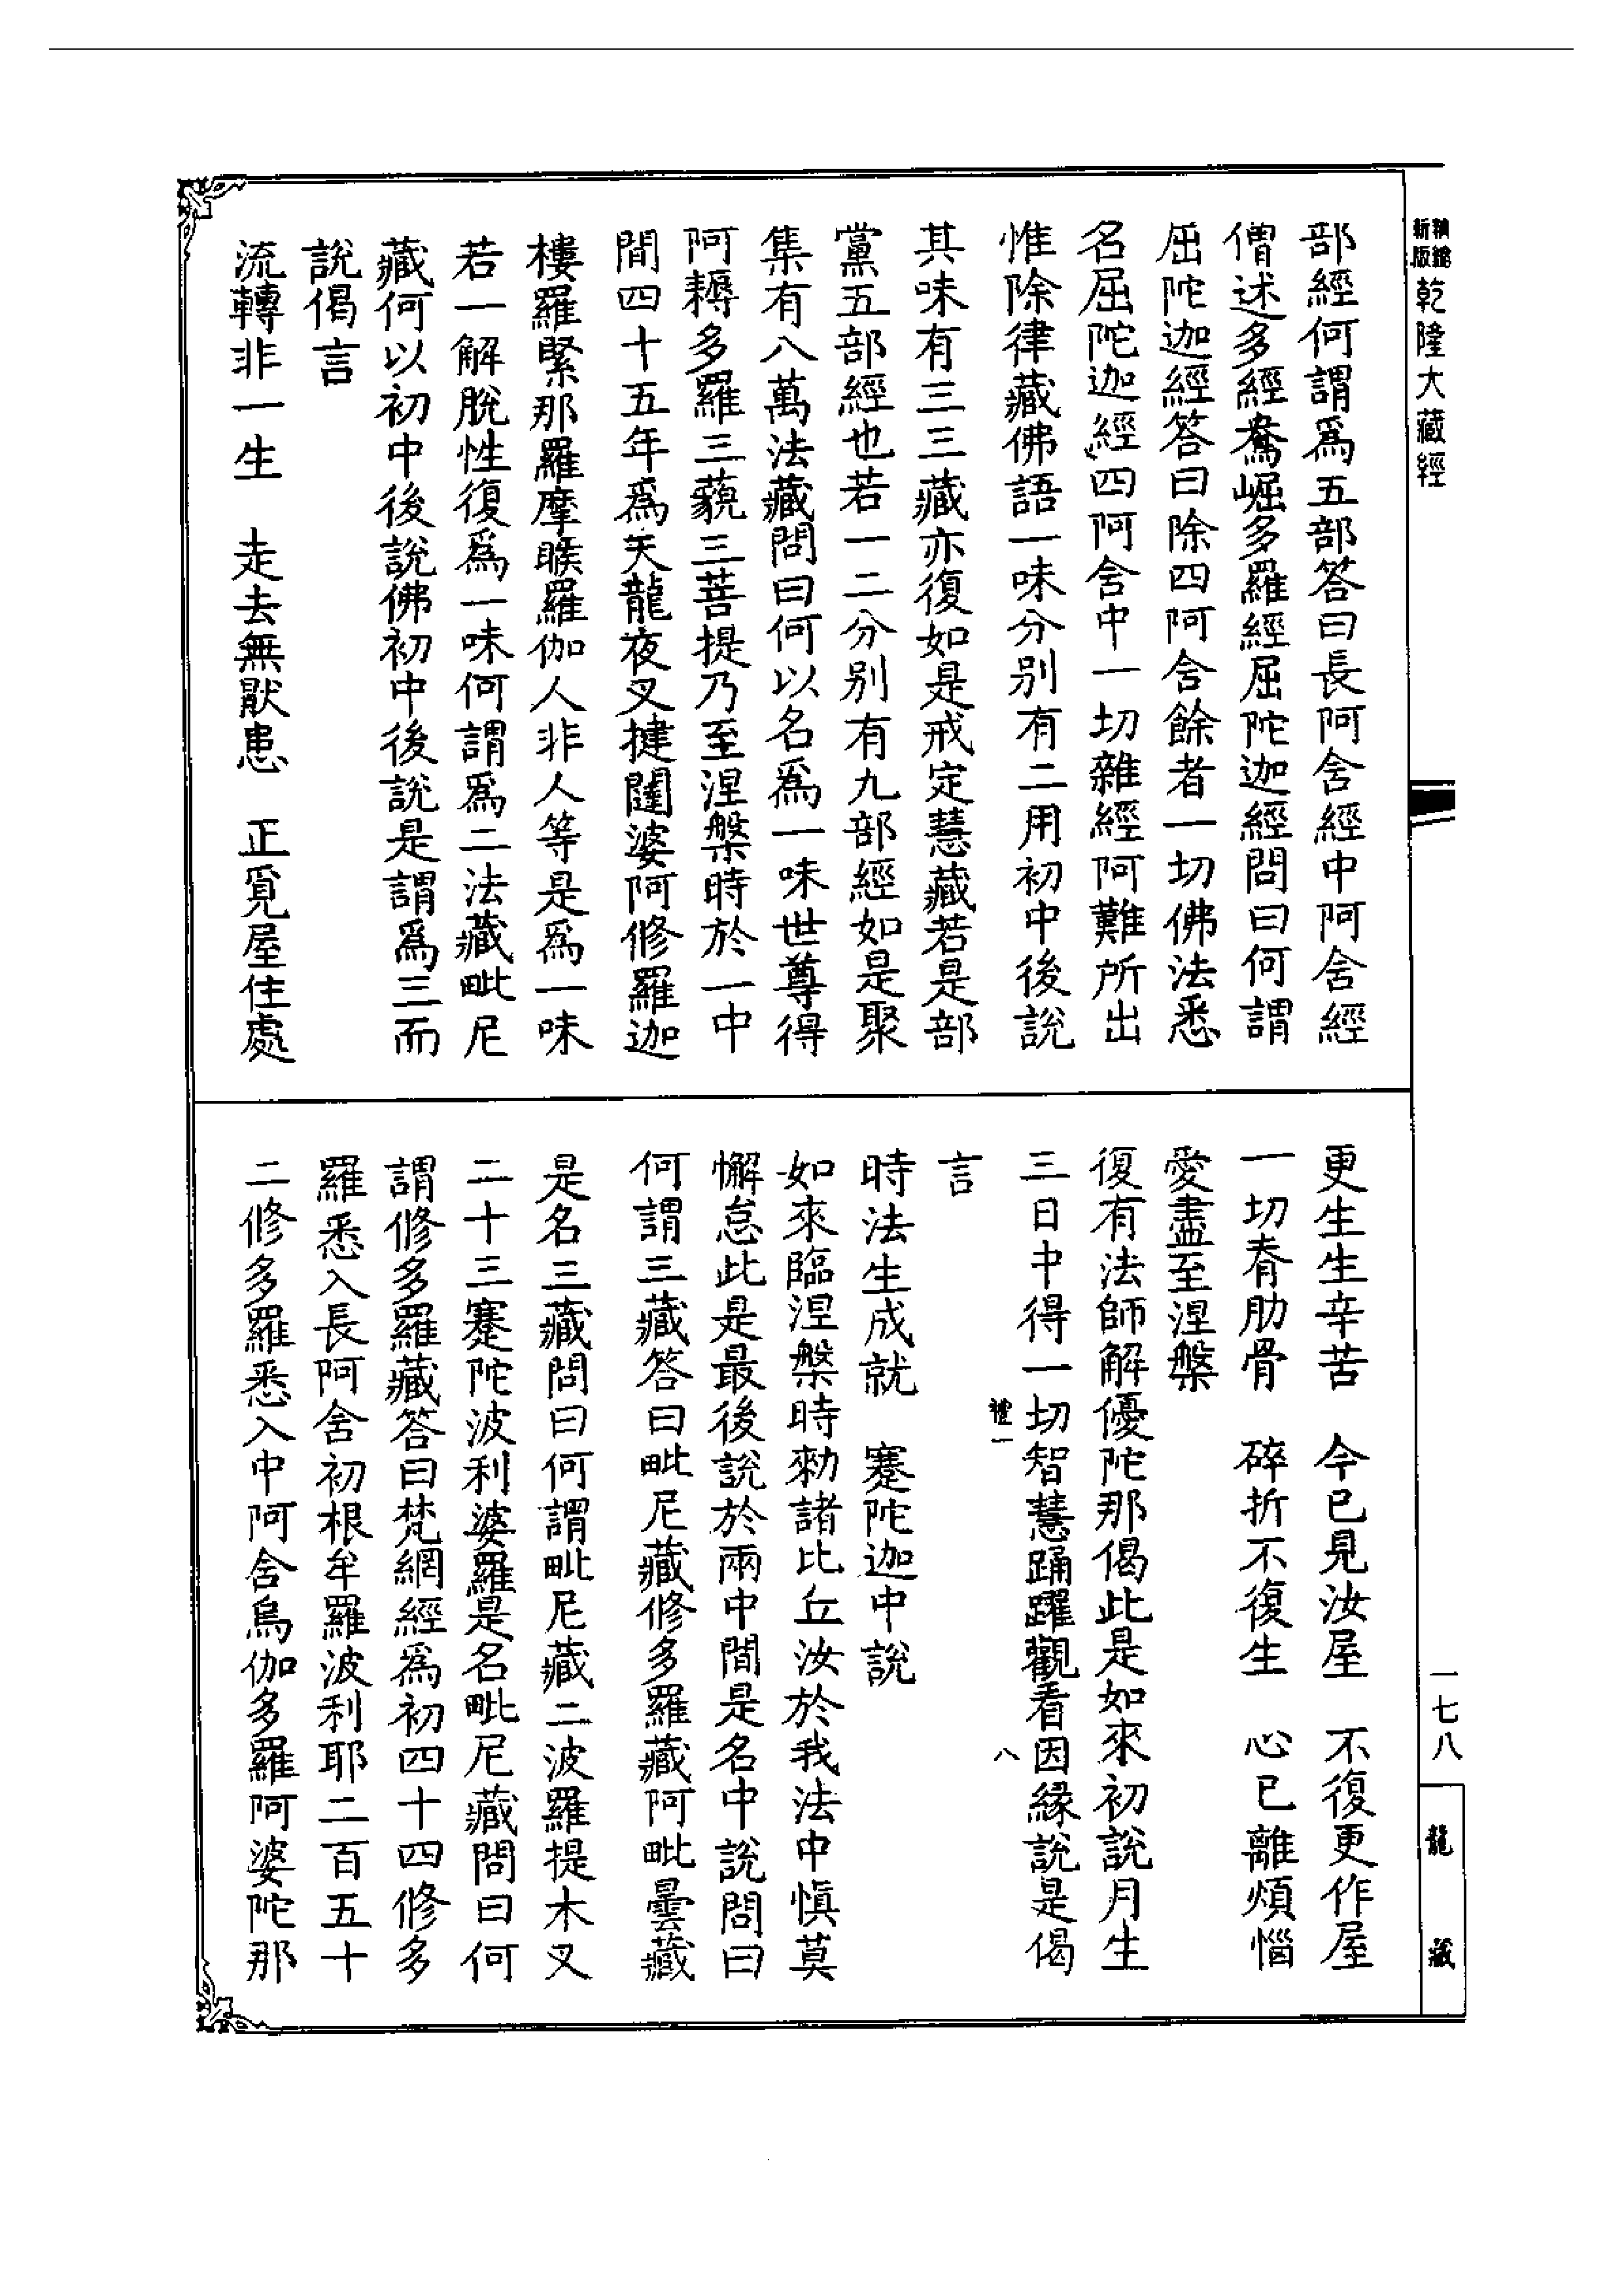 精縮新版乾隆大藏經
部經何謂爲五部答曰長阿含經中阿含經
僧述多經鴦崛多羅經屈陀迦經問曰何謂
屈陀迦經答曰除四阿含餘者一切佛法悉
名屈陀迦經四阿含中一切雜經阿難所出
惟除律藏佛語一味分別有二用初中後說
其味有三三藏亦復如是戒定慧藏若是部
黨五部經也若一二分別有九部經如是聚
集有八萬法藏問曰何以名爲一味世尊得
阿耨多羅三藐三菩提乃至涅槃時於一中
間四十五年爲天龍夜叉揵闥婆阿修羅迦
樓羅緊那羅摩睺羅伽人非人等是爲一味
若一解脫性復爲一味何謂爲二法藏毗尼
藏何以初中後說佛初中後說是謂爲三而
說偈言
流轉非一生　走去無猒患　正覓屋住處
更生生辛苦　今已見汝屋　不復更作屋
一切脊肋骨　碎折不復生　心已離煩惱
愛盡至涅槃
復有法師解優陀那偈此是如來初說月生
三日中得一切智慧踊躍觀看因緣說是偈
禮一　八
言
時法生成就　蹇陀迦中說
如來臨涅槃時勑諸比丘汝於我法中愼莫
懈怠此是最後說於兩中間是名中說問曰
何謂三藏答曰毗尼藏修多羅藏阿毗曇藏
是名三藏問曰何謂毗尼藏二波羅提木叉
二十三蹇陀波利婆羅是名毗尼藏問曰何
謂修多羅藏答曰梵網經爲初四十四修多
羅悉入長阿含初根牟羅波利耶二百五十
二修多羅悉入中阿含烏伽多羅阿婆陀那
一七八
龍藏